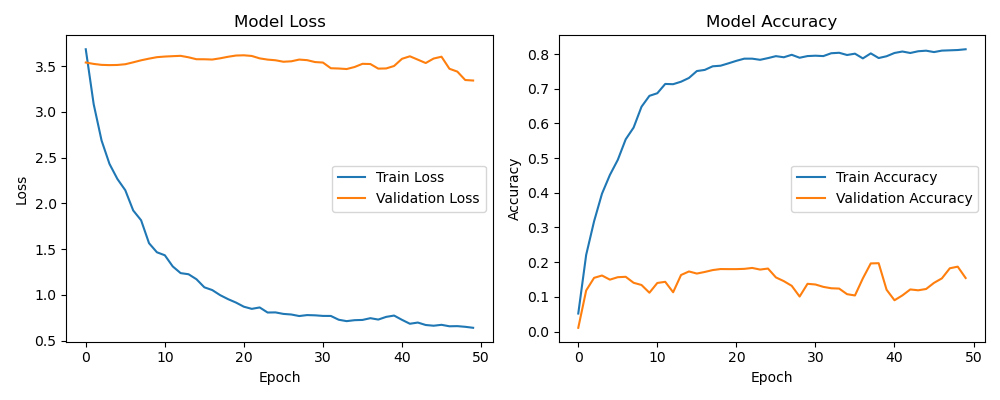 Model Loss
3.5
3.0
2.5
2.0
1.5
1.0
0.5
Loss
Train Loss
Validation Loss
0 10 20 30 40 50
Epoch
Model Accuracy
0.8
0.7
0.6
0.5
0.4
0.3
0.2
0.1
0.0
Accuracy
Train Accuracy
Validation Accuracy
0 10 20 30 40 50
Epoch